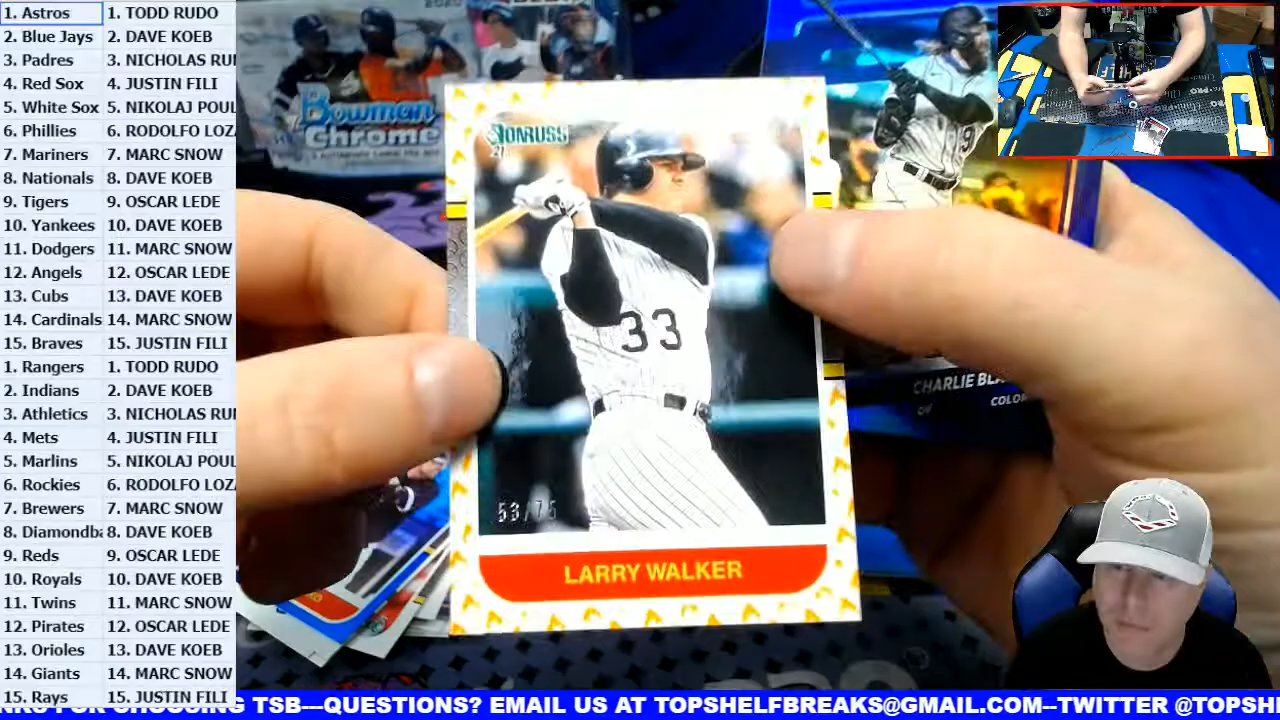 1. Astros 1. TODD RUDO
2. Blue Jays 2. DAVE KOEB
3. Padres 3. NICHOLAS RU
4. Red Sox 4. JUSTIN FILI
5. White Sox 5. NIKOLAJ POUL
6. Phillies 6. RODOLFO LOZ
7. Mariners 7. MARC SNOW
8. Nationals 8. DAVE KOEB
9. Tigers 9. OSCAR LEDE
10. Yankees 10. DAVE KOEB
11. Dodgers 11. MARC SNOW
12. Angels 12. OSCAR LEDE
13. Cubs 13. DAVE KOEB
14. Cardinals 14. MARC SNOW
15. Braves 15. JUSTIN FILI
1. Rangers 1. TODD RUDO
2. Indians 2. DAVE KOEB
3. Athletics 3. NICHOLAS RU
4. Mets 4. JUSTIN FILI
5. Marlins 5. NIKOLAJ POUL
6. Rockies 6. RODOLFO LOZ
7. Brewers 7. MARC SNOW
8. Diamondba 8. DAVE KOEB
9. Reds 9. OSCAR LEDE
10. Royals 10. DAVE KOEB
11. Twins 11. MARC SNOW
12. Pirates 12. OSCAR LEDE
13. Orioles 13. DAVE KOEB
14. Giants 14. MARC SNOW
15. Rays 15. JUSTIN FILI
Bowman
Chrome
DONRUSS
33
53/75
LARRY WALKER
CHARLIE BLA
OF COLOR
FOR CHOOSING TSB---QUESTIONS? EMAIL US AT TOPSHELFBREAKS@GMAIL.COM--TWITTER @TOPSH